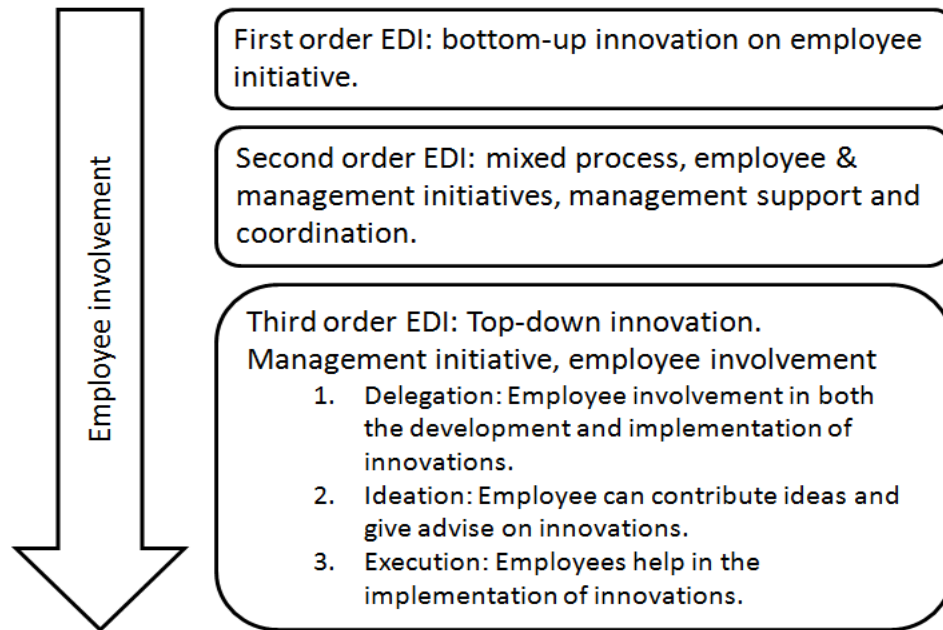 Employee involvement
First order EDI: bottom-up innovation on employee
initiative.
Second order EDI: mixed process, employee &
management initiatives, management support and
coordination.
Third order EDI: Top-down innovation.
Management initiative, employee involvement
1. Delegation: Employee involvement in both
the development and implementation of
innovations.
2. Ideation: Employee can contribute ideas and
give advise on innovations.
3. Execution: Employees help in the
implementation of innovations.